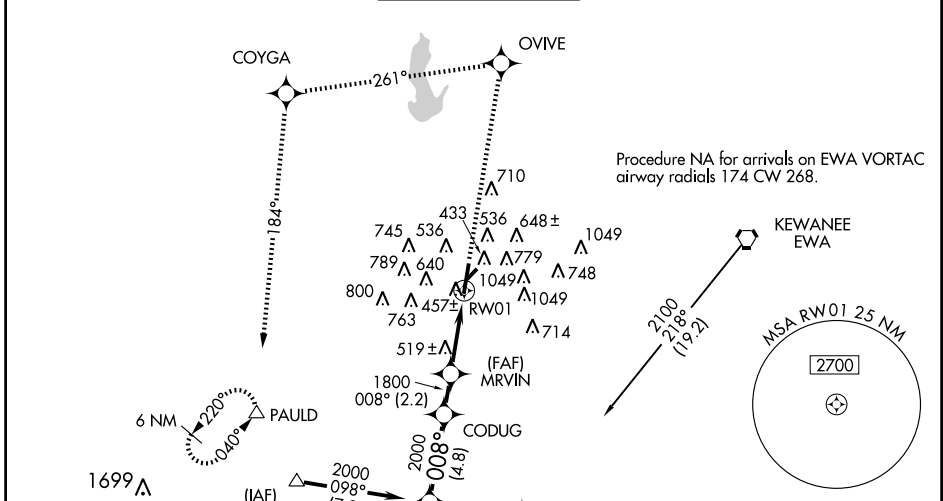 COYGA
OVIVE
261°
184°
Procedure NA for arrivals on EWA VORTAC
airway radials 174 CW 268.
KEWANEE
EWA
710
433
536
648±
745
536
1049
789
640
779
748
1049
800
763
457±
RW01
1049
714
519±
(FAF)
MRVIN
1800
008° (2.2)
CODUG
2100
218°
(19.2)
MSA RW01 25 NM
2700
6 NM
220°
040°
PAULD
2000
008°
(4.8)
1699
(IAF)
2000
098°